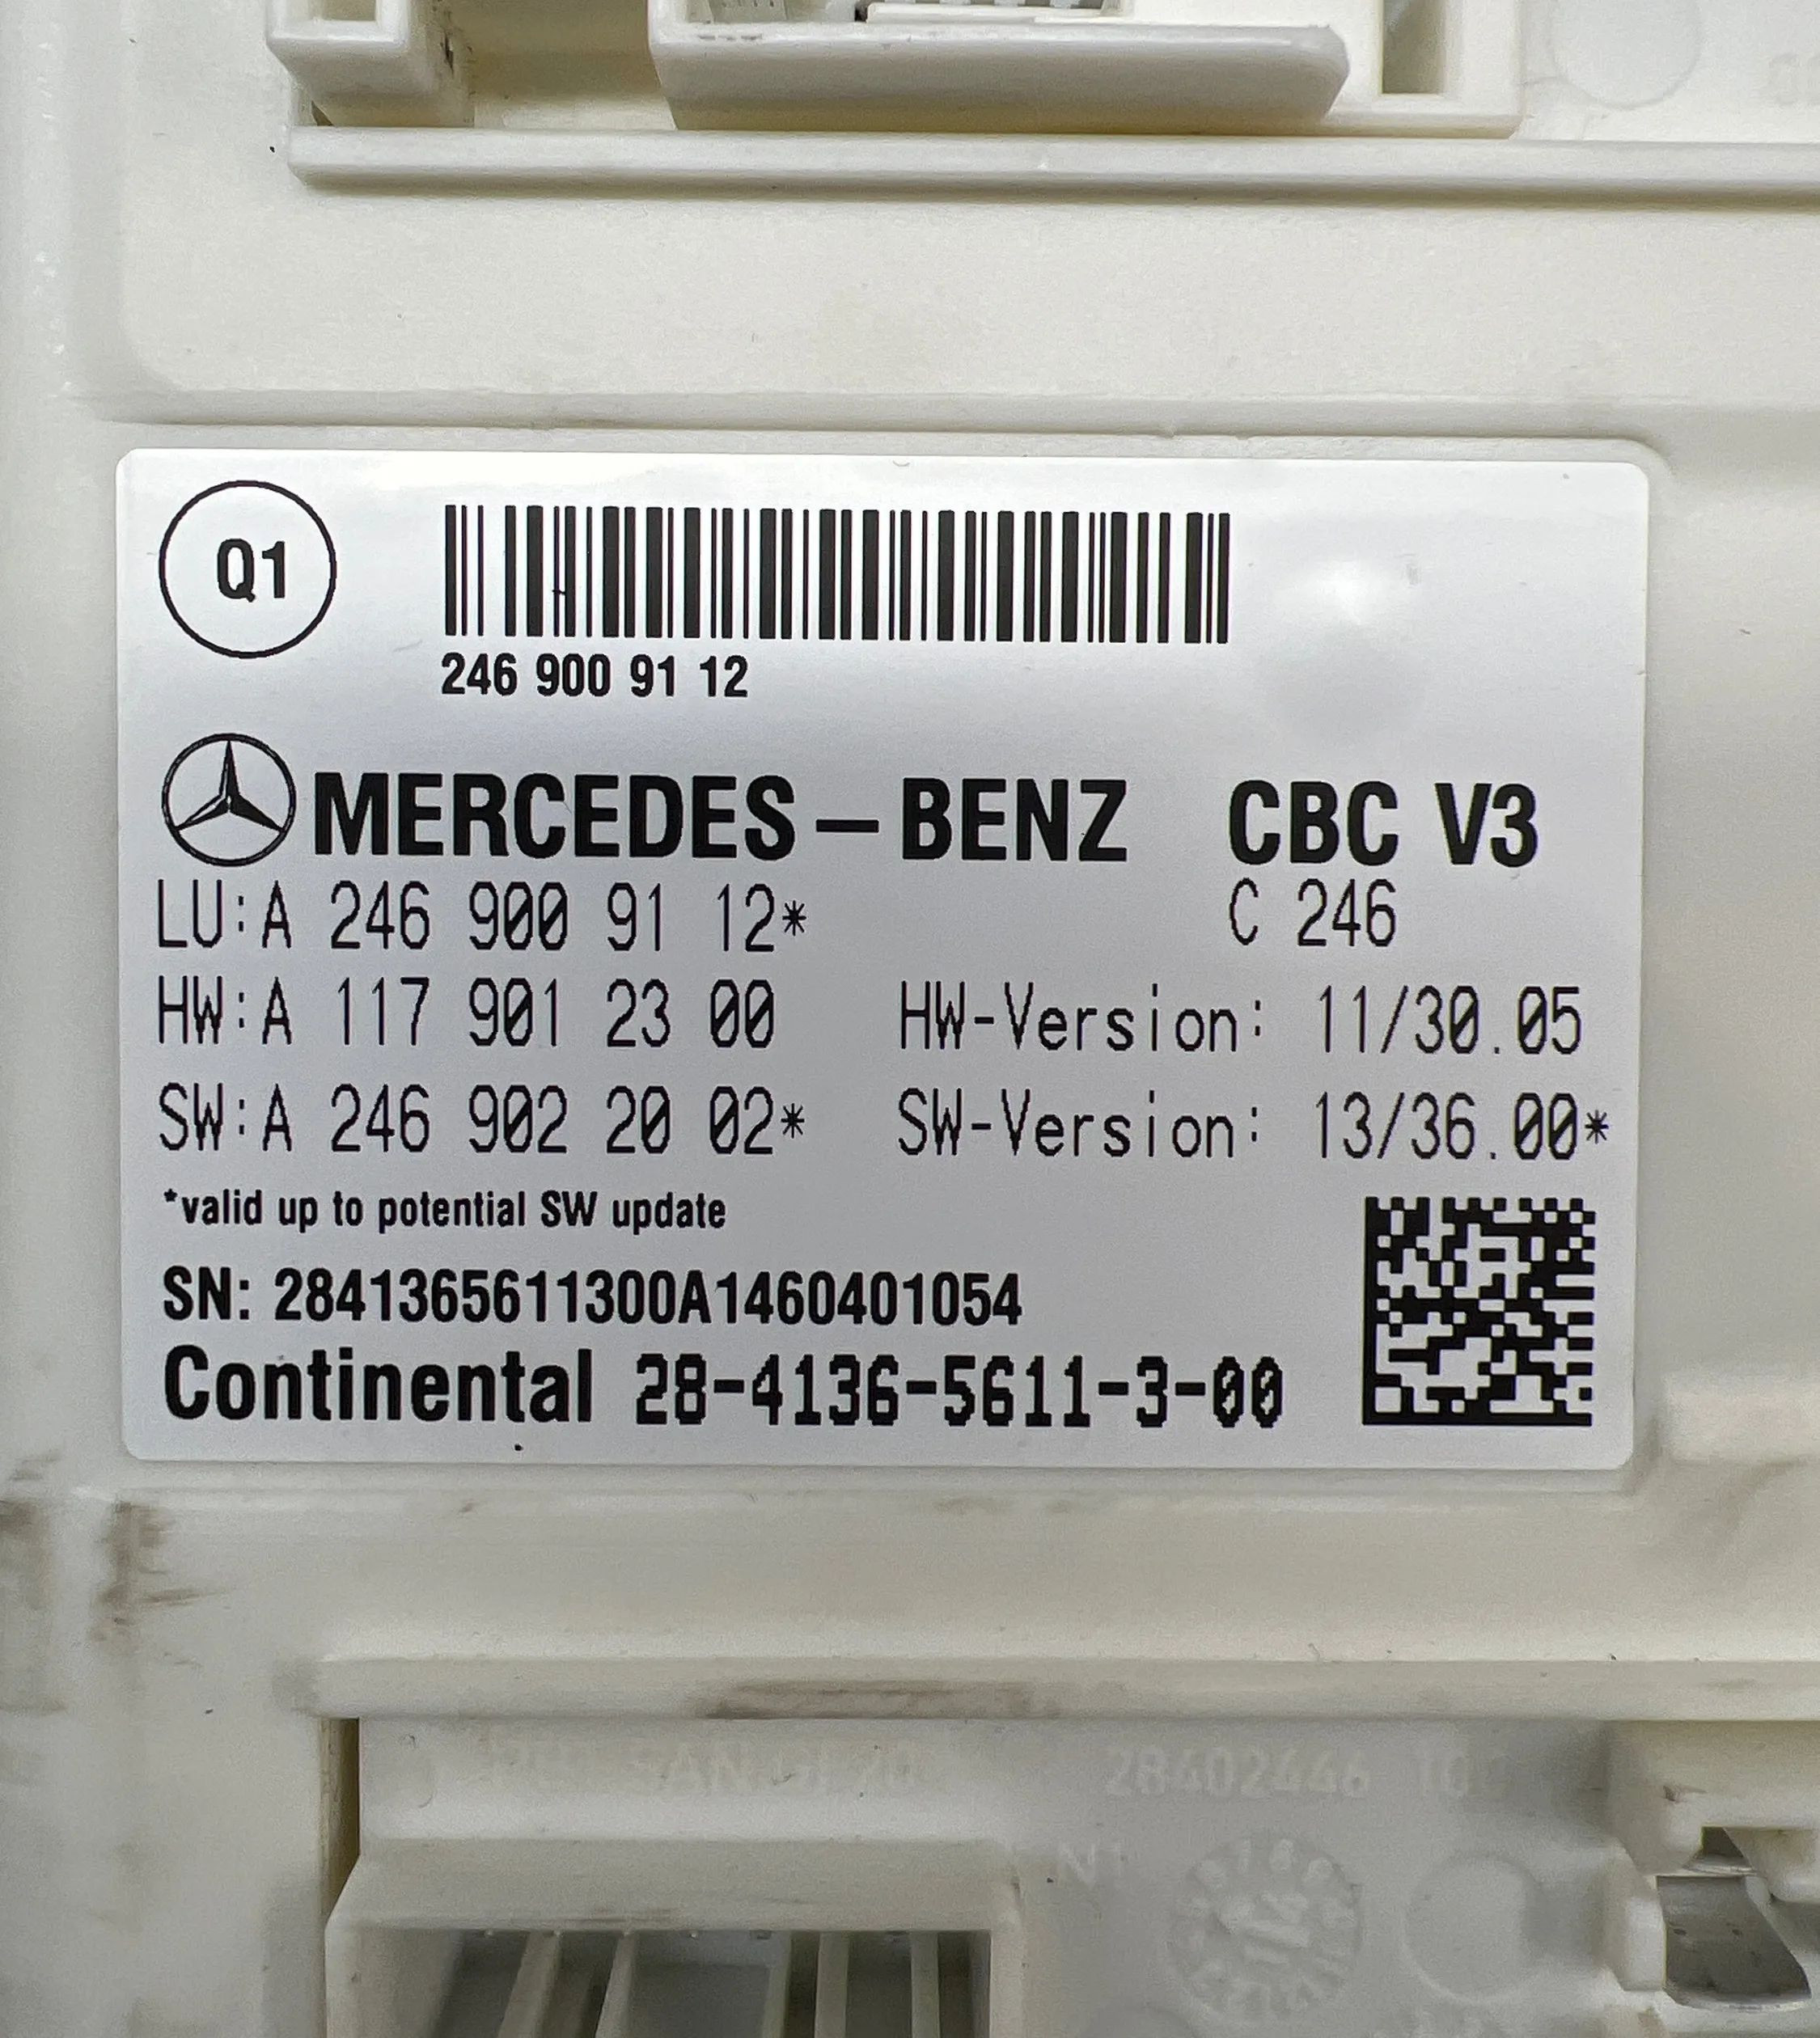 Q1
246 900 91 12
MERCEDES–BENZ CBC V3
LU:A 246 900 91 12* C 246
HW:A 117 901 23 00 HW-Version: 11/30.05
SW:A 246 902 20 02* SW-Version: 13/36.00*
*valid up to potential SW update
SN: 2841365611300A1460401054
Continental 28-4136-5611-3-00
28402446
N1